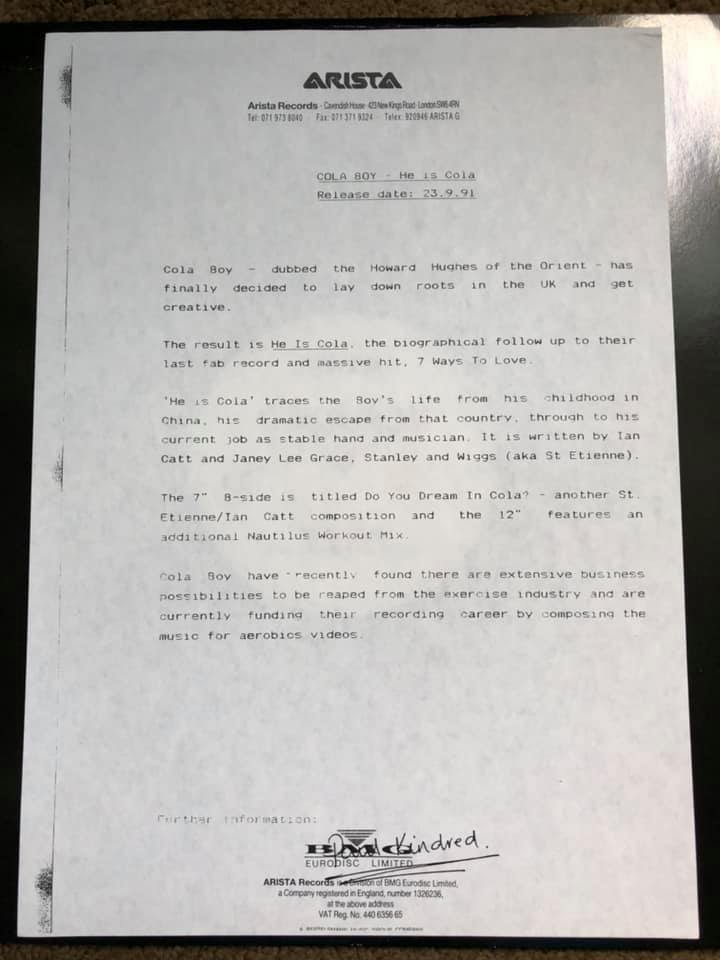 ARISTA
Arista Records · Cavendish House · 423 New Kings Road · London SW6 4RN
Tel: 071 973 8040 · Fax: 071 371 9324 · Telex: 920946 ARISTA G
COLA BOY - He is Cola
Release date: 23.9.91
Cola Boy - dubbed the Howard Hughes of the Orient - has
finally decided to lay down roots in the UK and get
creative.
The result is He Is Cola, the biographical follow up to their
last fab record and massive hit, 7 Ways To Love.
'He is Cola' traces the Boy's life from his childhood in
China, his dramatic escape from that country, through to his
current job as stable hand and musician. It is written by Ian
Catt and Janey Lee Grace, Stanley and Wiggs (aka St Etienne).
The 7" B-side is titled Do You Dream In Cola? - another St.
Etienne/Ian Catt composition and the 12" features an
additional Nautilus Workout Mix.
Cola Boy have recently found there are extensive business
possibilities to be reaped from the exercise industry and are
currently funding their recording career by composing the
music for aerobics videos.
Further information:
Kindred.
BMG
EURODISC LIMITED
ARISTA Records is a Division of BMG Eurodisc Limited,
a Company registered in England, number 1326236,
at the above address
VAT Reg. No. 440 6356 65